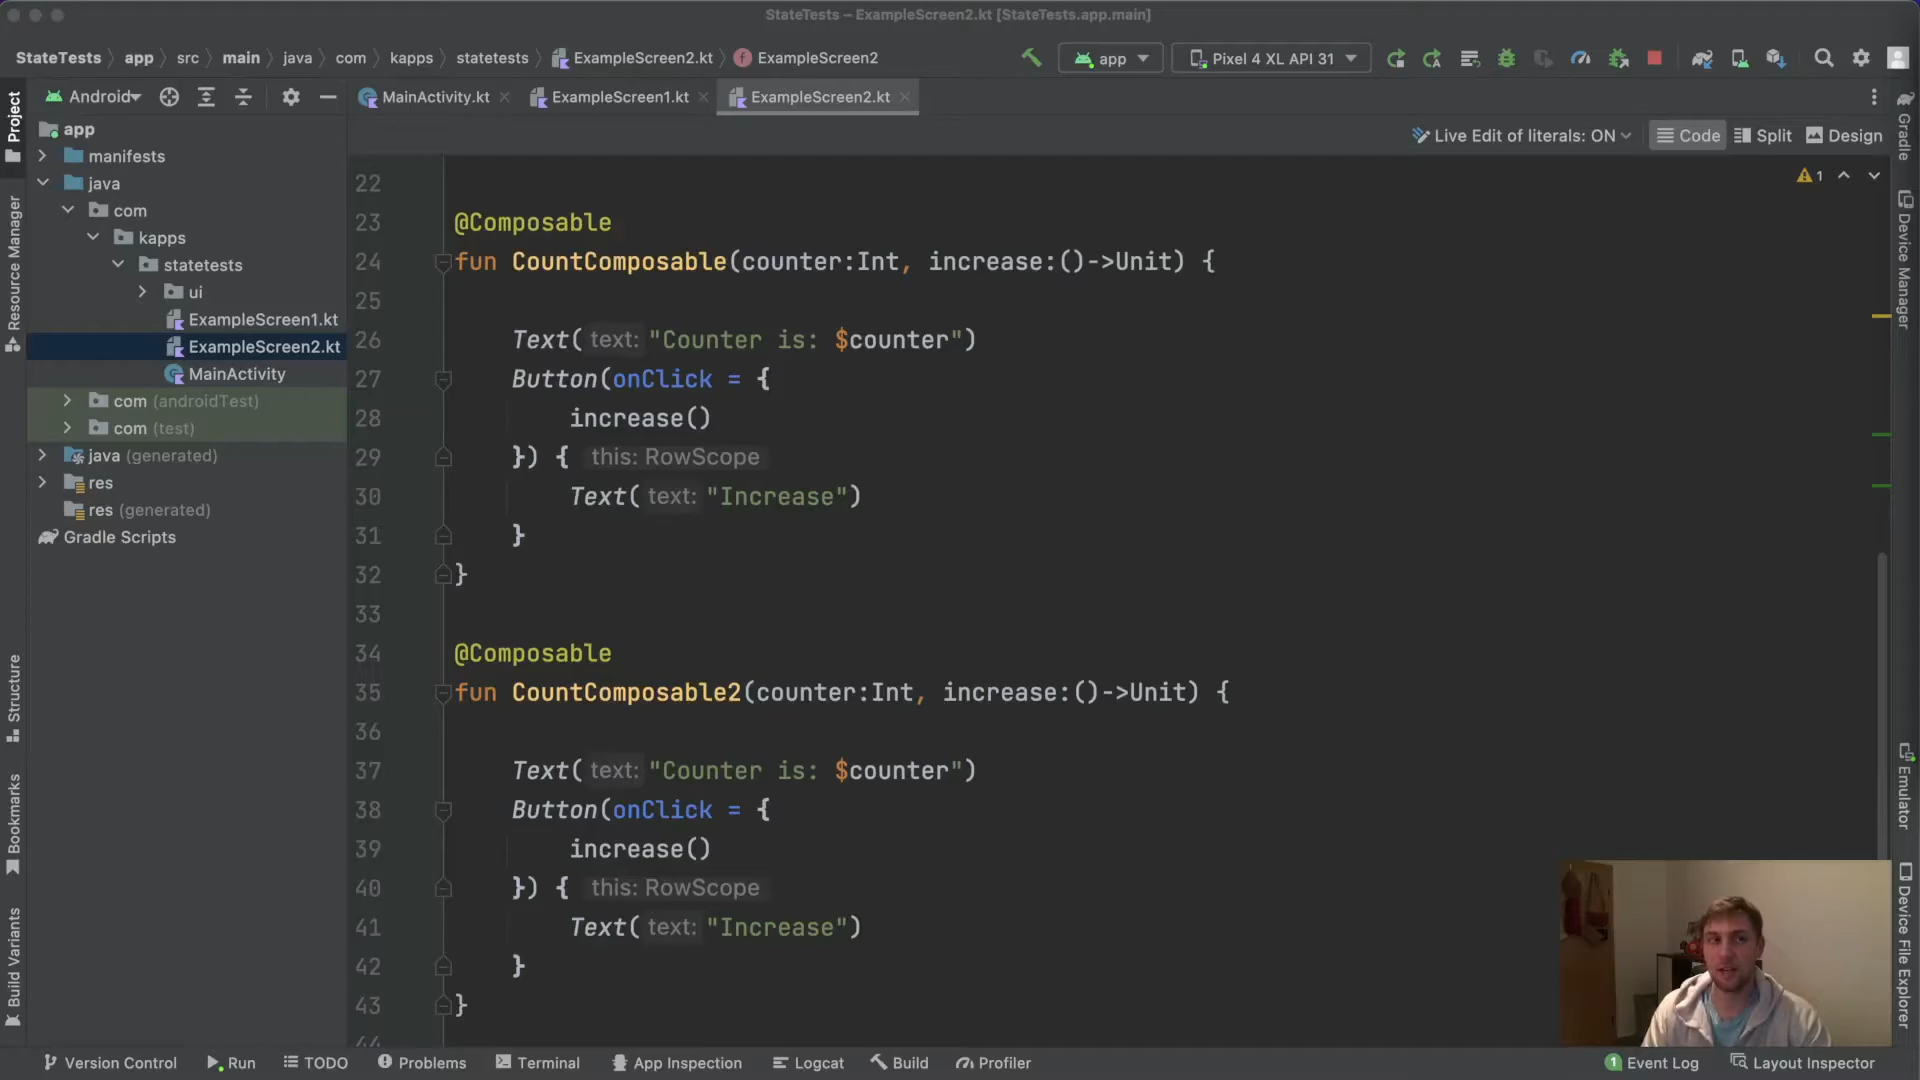 StateTests – ExampleScreen2.kt [StateTests.app.main]
StateTests app src main java com kapps statetests ExampleScreen2.kt ExampleScreen2
app Pixel 4 XL API 31
Android
MainActivity.kt ExampleScreen1.kt ExampleScreen2.kt
Live Edit of literals: ON Code Split Design
Project
Resource Manager
Structure
Bookmarks
Build Variants
app
manifests
java
com
kapps
statetests
ui
ExampleScreen1.kt
ExampleScreen2.kt
MainActivity
com (androidTest)
com (test)
java (generated)
res
res (generated)
Gradle Scripts
1
22
23 @Composable
24 fun CountComposable(counter:Int, increase:()->Unit) {
25
26 Text( text: "Counter is: $counter")
27 Button(onClick = {
28 increase()
29 }) { this: RowScope
30 Text( text: "Increase")
31 }
32 }
33
34 @Composable
35 fun CountComposable2(counter:Int, increase:()->Unit) {
36
37 Text( text: "Counter is: $counter")
38 Button(onClick = {
39 increase()
40 }) { this: RowScope
41 Text( text: "Increase")
42 }
43 }
44
Gradle
Device Manager
Emulator
Device File Explorer
Version Control Run TODO Problems Terminal App Inspection Logcat Build Profiler 1 Event Log Layout Inspector